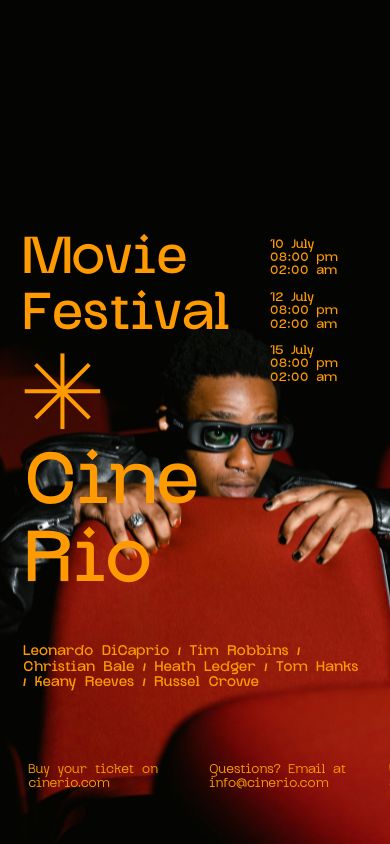 Movie
Festival
10 July
08:00 pm
02:00 am
12 July
08:00 pm
02:00 am
15 July
08:00 pm
02:00 am
Cine
Rio
Leonardo DiCaprio / Tim Robbins /
Christian Bale / Heath Ledger / Tom Hanks
/ Keany Reeves / Russel Crowe
Buy your ticket on
cinerio.com
Questions? Email at
info@cinerio.com